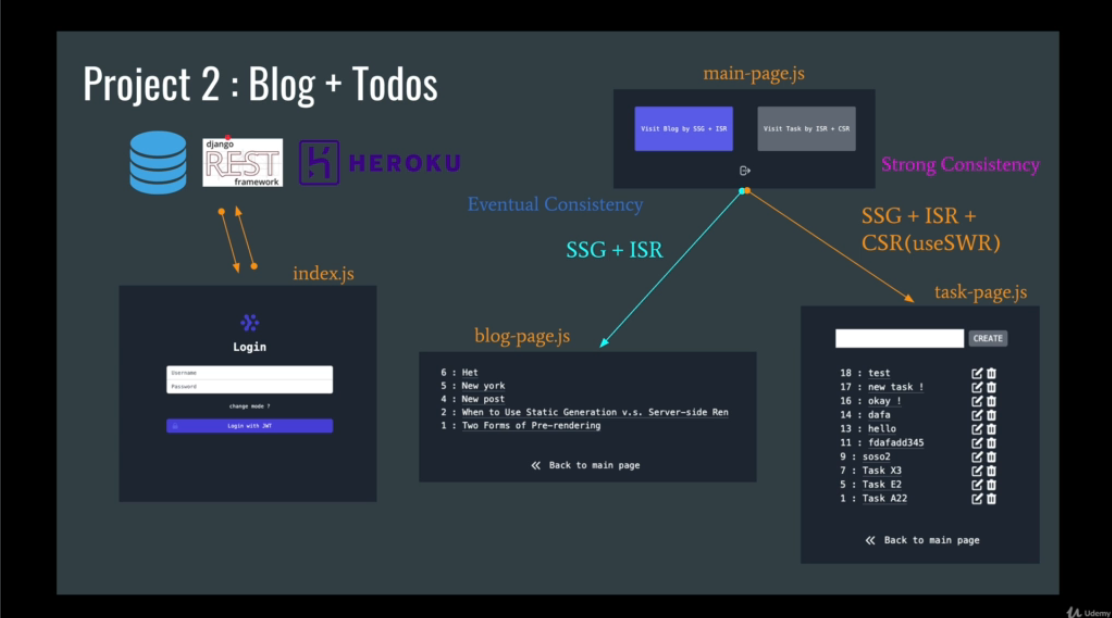 Project 2 : Blog + Todos
django
REST
framework
HEROKU
main-page.js
Visit Blog by SSG + ISR
Visit Task by ISR + CSR
Strong Consistency
Eventual Consistency
SSG + ISR
SSG + ISR +
CSR(useSWR)
index.js
Login
Username
Password
change mode ?
Login with JWT
blog-page.js
6 : Het
5 : New york
4 : New post
2 : When to Use Static Generation v.s. Server-side Ren
1 : Two Forms of Pre-rendering
Back to main page
task-page.js
CREATE
18 : test
17 : new task !
16 : okay !
14 : dafa
13 : hello
11 : fdafadd345
9 : soso2
7 : Task X3
5 : Task E2
1 : Task A22
Back to main page
Udemy